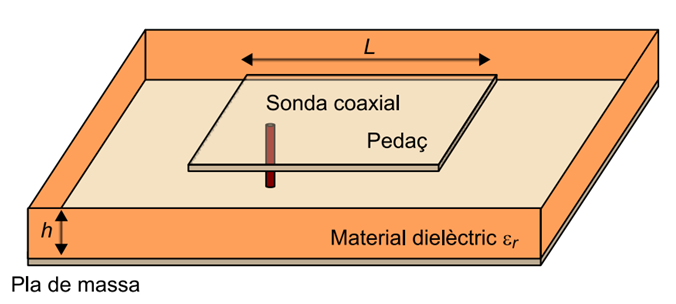 L
Sonda coaxial
Pedaç
h
Material dielèctric εr
Pla de massa